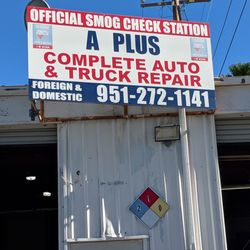 OFFICIAL SMOG CHECK STATION
A PLUS
COMPLETE AUTO
& TRUCK REPAIR
FOREIGN &
DOMESTIC
951-272-1141